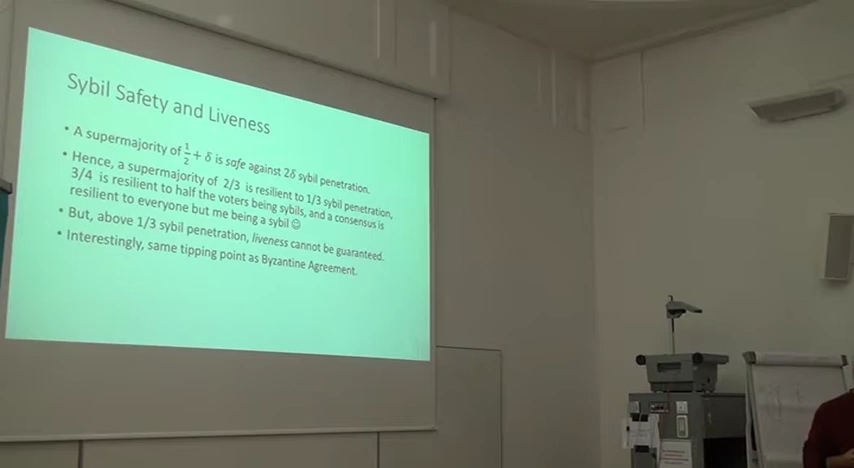 Sybil Safety and Liveness
• A supermajority of 1/2 + δ is safe against 2δ sybil penetration.
• Hence, a supermajority of 2/3 is resilient to 1/3 sybil penetration,
3/4 is resilient to half the voters being sybils, and a consensus is
resilient to everyone but me being a sybil ☺
• But, above 1/3 sybil penetration, liveness cannot be guaranteed.
• Interestingly, same tipping point as Byzantine Agreement.